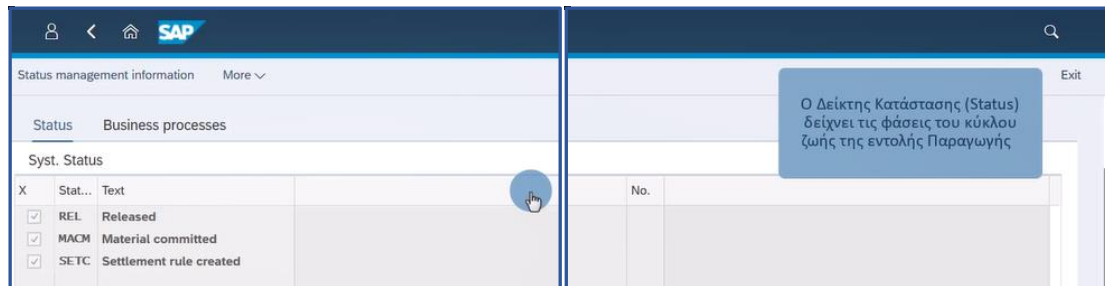 SAP
Status management information More
Exit
Ο Δείκτης Κατάστασης (Status)
δείχνει τις φάσεις του κύκλου
ζωής της εντολής Παραγωγής
Status Business processes
Syst. Status
X Stat... Text No.
REL Released
MACM Material committed
SETC Settlement rule created